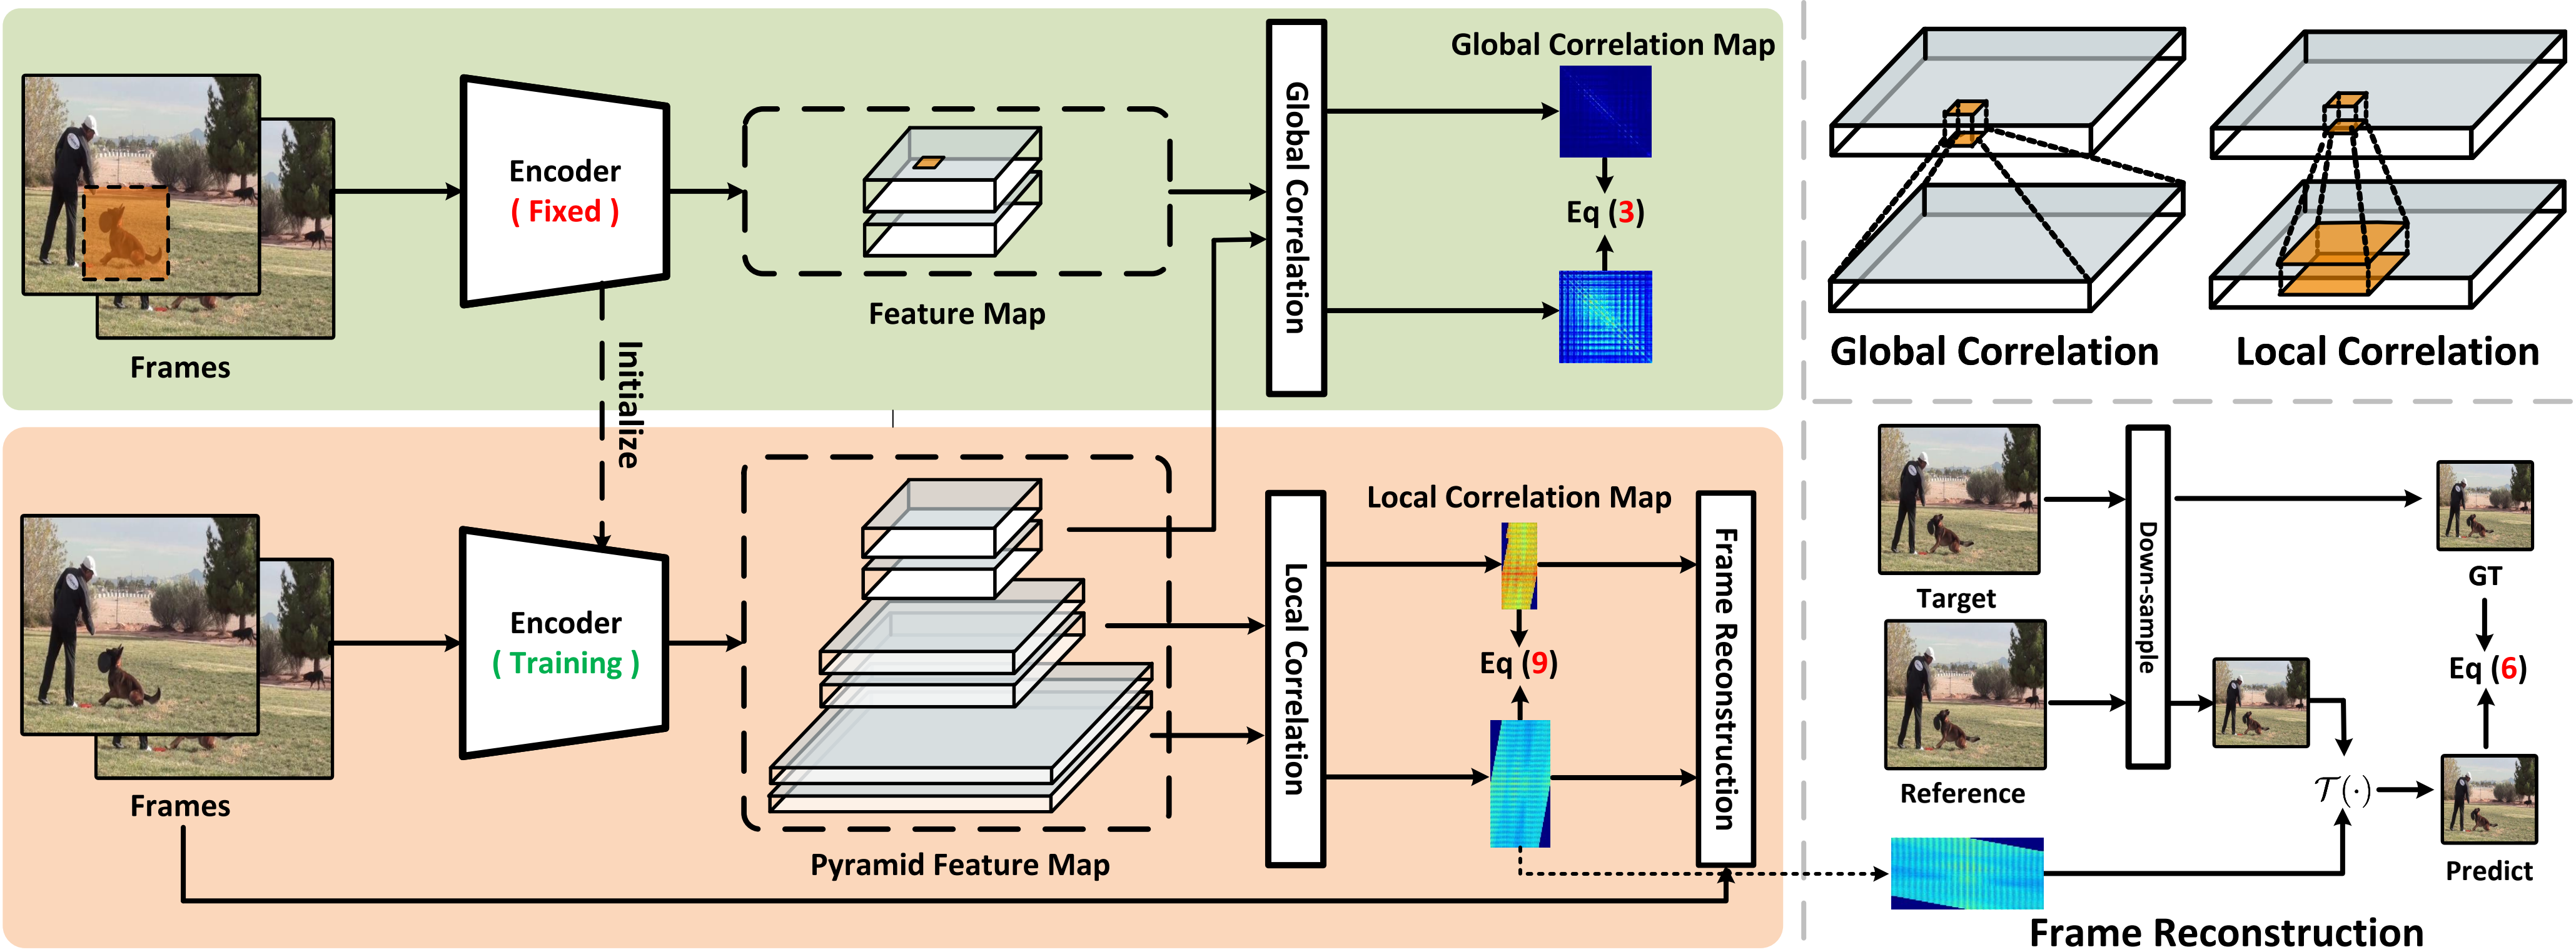 Global Correlation Map
Encoder
( Fixed )
Global Correlation
Eq (3)
Feature Map
Frames
Initialize
Local Correlation Map
Encoder
( Training )
Local Correlation
Eq (9)
Frame Reconstruction
Frames
Pyramid Feature Map
Global Correlation
Local Correlation
Target
Down-sample
GT
Eq (6)
Reference
𝒯(·)
Predict
Frame Reconstruction